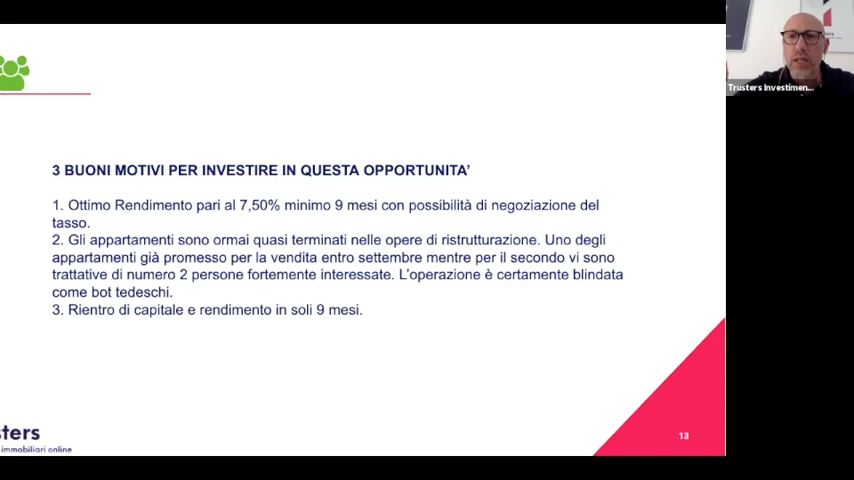 3 BUONI MOTIVI PER INVESTIRE IN QUESTA OPPORTUNITA'
1. Ottimo Rendimento pari al 7,50% minimo 9 mesi con possibilità di negoziazione del
tasso.
2. Gli appartamenti sono ormai quasi terminati nelle opere di ristrutturazione. Uno degli
appartamenti già promesso per la vendita entro settembre mentre per il secondo vi sono
trattative di numero 2 persone fortemente interessate. L'operazione è certamente blindata
come bot tedeschi.
3. Rientro di capitale e rendimento in soli 9 mesi.
sters
immobiliari online
13
Trusters Investimen...